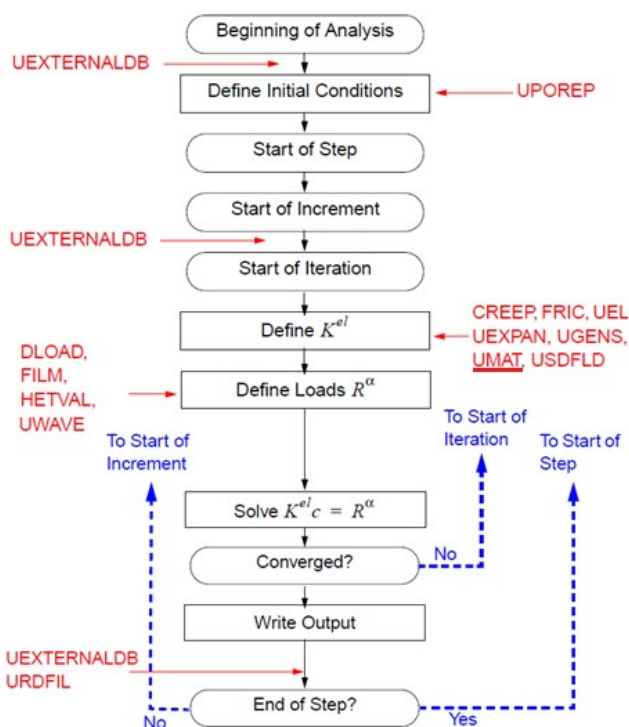 Beginning of Analysis
UEXTERNALDB
Define Initial Conditions
UPOREP
Start of Step
Start of Increment
UEXTERNALDB
Start of Iteration
Define K^el
CREEP, FRIC, UEL
UEXPAN, UGENS,
UMAT, USDFLD
DLOAD,
FILM,
HETVAL,
UWAVE
Define Loads R^α
To Start of
Increment
To Start of
Iteration
To Start of
Step
Solve K^el c = R^α
Converged?
No
Write Output
UEXTERNALDB
URDFIL
End of Step?
No
Yes